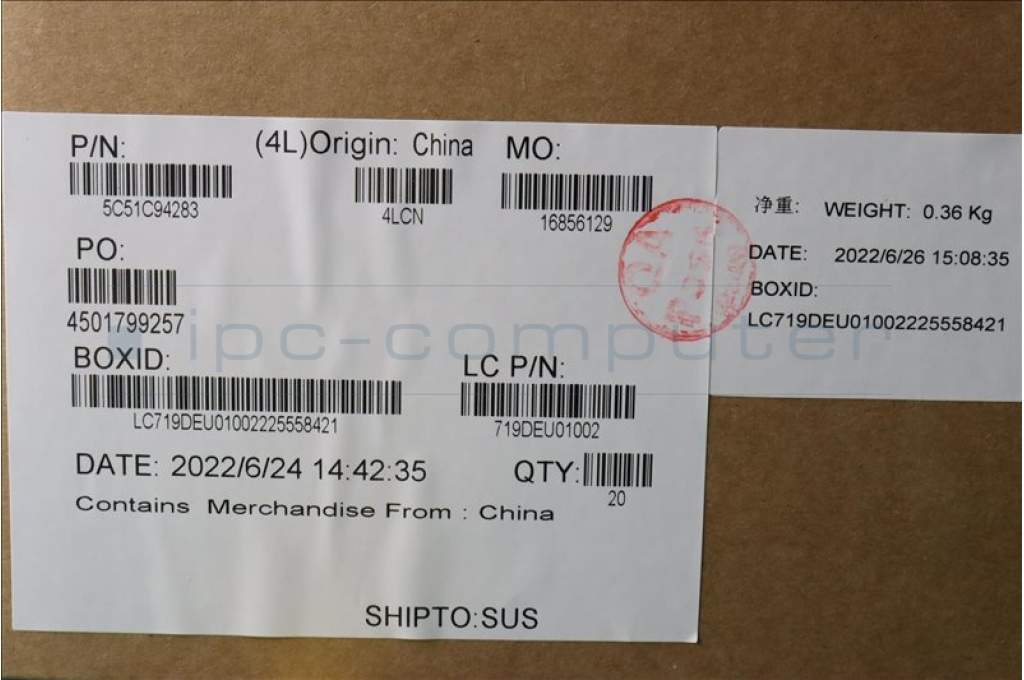 P/N: (4L)Origin: China MO:
5C51C94283 4LCN 16856129
PO:
4501799257
BOXID: LC P/N:
LC719DEU01002225558421 719DEU01002
DATE: 2022/6/24 14:42:35 QTY:
20
Contains Merchandise From : China
SHIPTO:SUS
净重: WEIGHT: 0.36 Kg
DATE: 2022/6/26 15:08:35
BOXID:
LC719DEU01002225558421
QA
ipc-computer